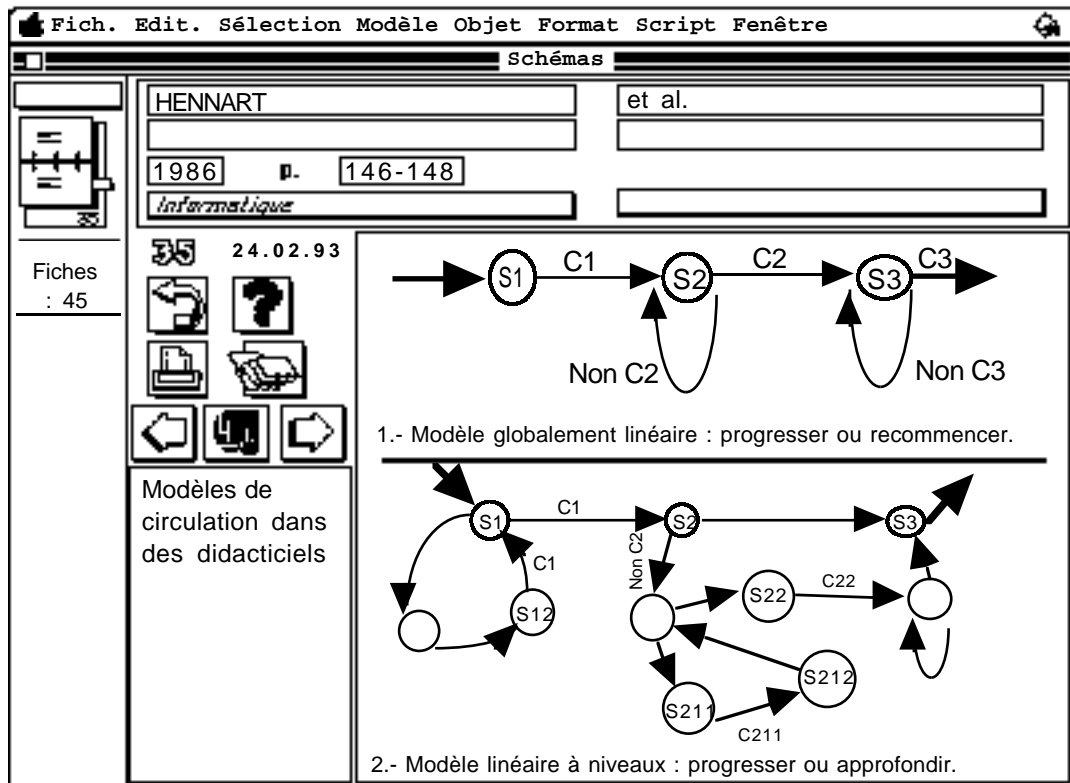 Fich. Edit. Sélection Modèle Objet Format Script Fenêtre
Schémas
HENNART
et al.
1986 p. 146-148
Informatique
35
Fiches
: 45
35 24.02.93
Modèles de
circulation dans
des didacticiels
S1 C1 S2 C2 S3 C3
Non C2 Non C3
1.- Modèle globalement linéaire : progresser ou recommencer.
S1 C1 S2 S3
C1 Non C2
S12 S22 C22
S212
S211
C211
2.- Modèle linéaire à niveaux : progresser ou approfondir.